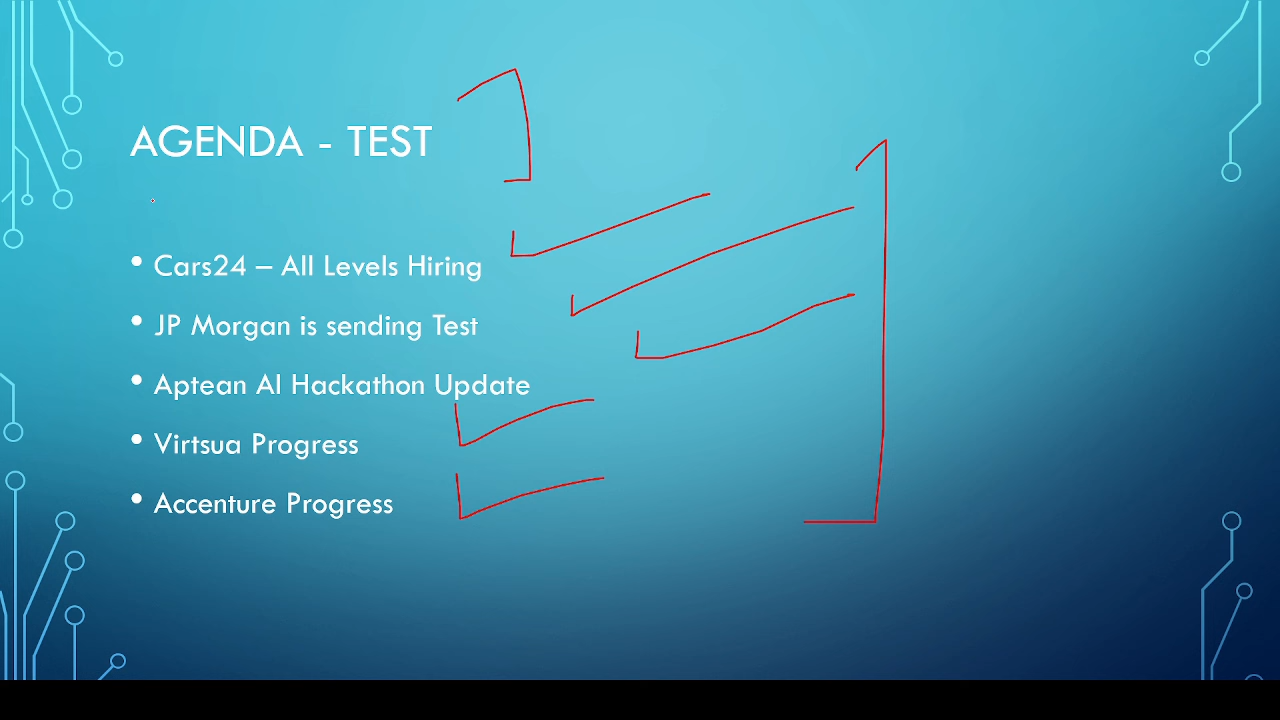 AGENDA - TEST
• Cars24 – All Levels Hiring
• JP Morgan is sending Test
• Aptean AI Hackathon Update
• Virtsua Progress
• Accenture Progress